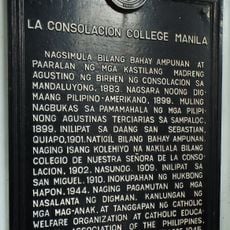 LA CONSOLACION COLLEGE MANILA
NAGSIMULA BILANG BAHAY AMPUNAN AT
PAARALAN NG MGA KASTILANG MADRENG
AGUSTINO NG BIRHEN NG CONSOLACION SA
MANDALUYONG, 1883. NAGSARA NOONG DIG-
MAANG PILIPINO-AMERIKANO, 1899. MULING
NAGBUKAS SA PAMAMAHALA NG MGA PILIPI-
NONG AGUSTINAS TERCIARIAS SA SAMPALOC,
1899. INILIPAT SA DAANG SAN SEBASTIAN,
QUIAPO, 1901. NATIGIL BILANG BAHAY AMPUNAN.
NAGING ISANG KOLEHIYO NA NAKILALA BILANG
COLEGIO DE NUESTRA SEÑORA DE LA CONSO-
LACION, 1902. NASUNOG, 1909. INILIPAT SA
SAN MIGUEL, 1910. INOKUPAHAN NG HUKBONG
HAPON, 1944. NAGING PAGAMUTAN NG MGA
NASALANTA NG DIGMAAN, KANLUNGAN NG
MGA MAG-ANAK, AT TANGGAPAN NG CATHOLIC
WELFARE ORGANIZATION AT CATHOLIC EDUCA-
ASSOCIATION OF THE PHILIPPINES,
1945